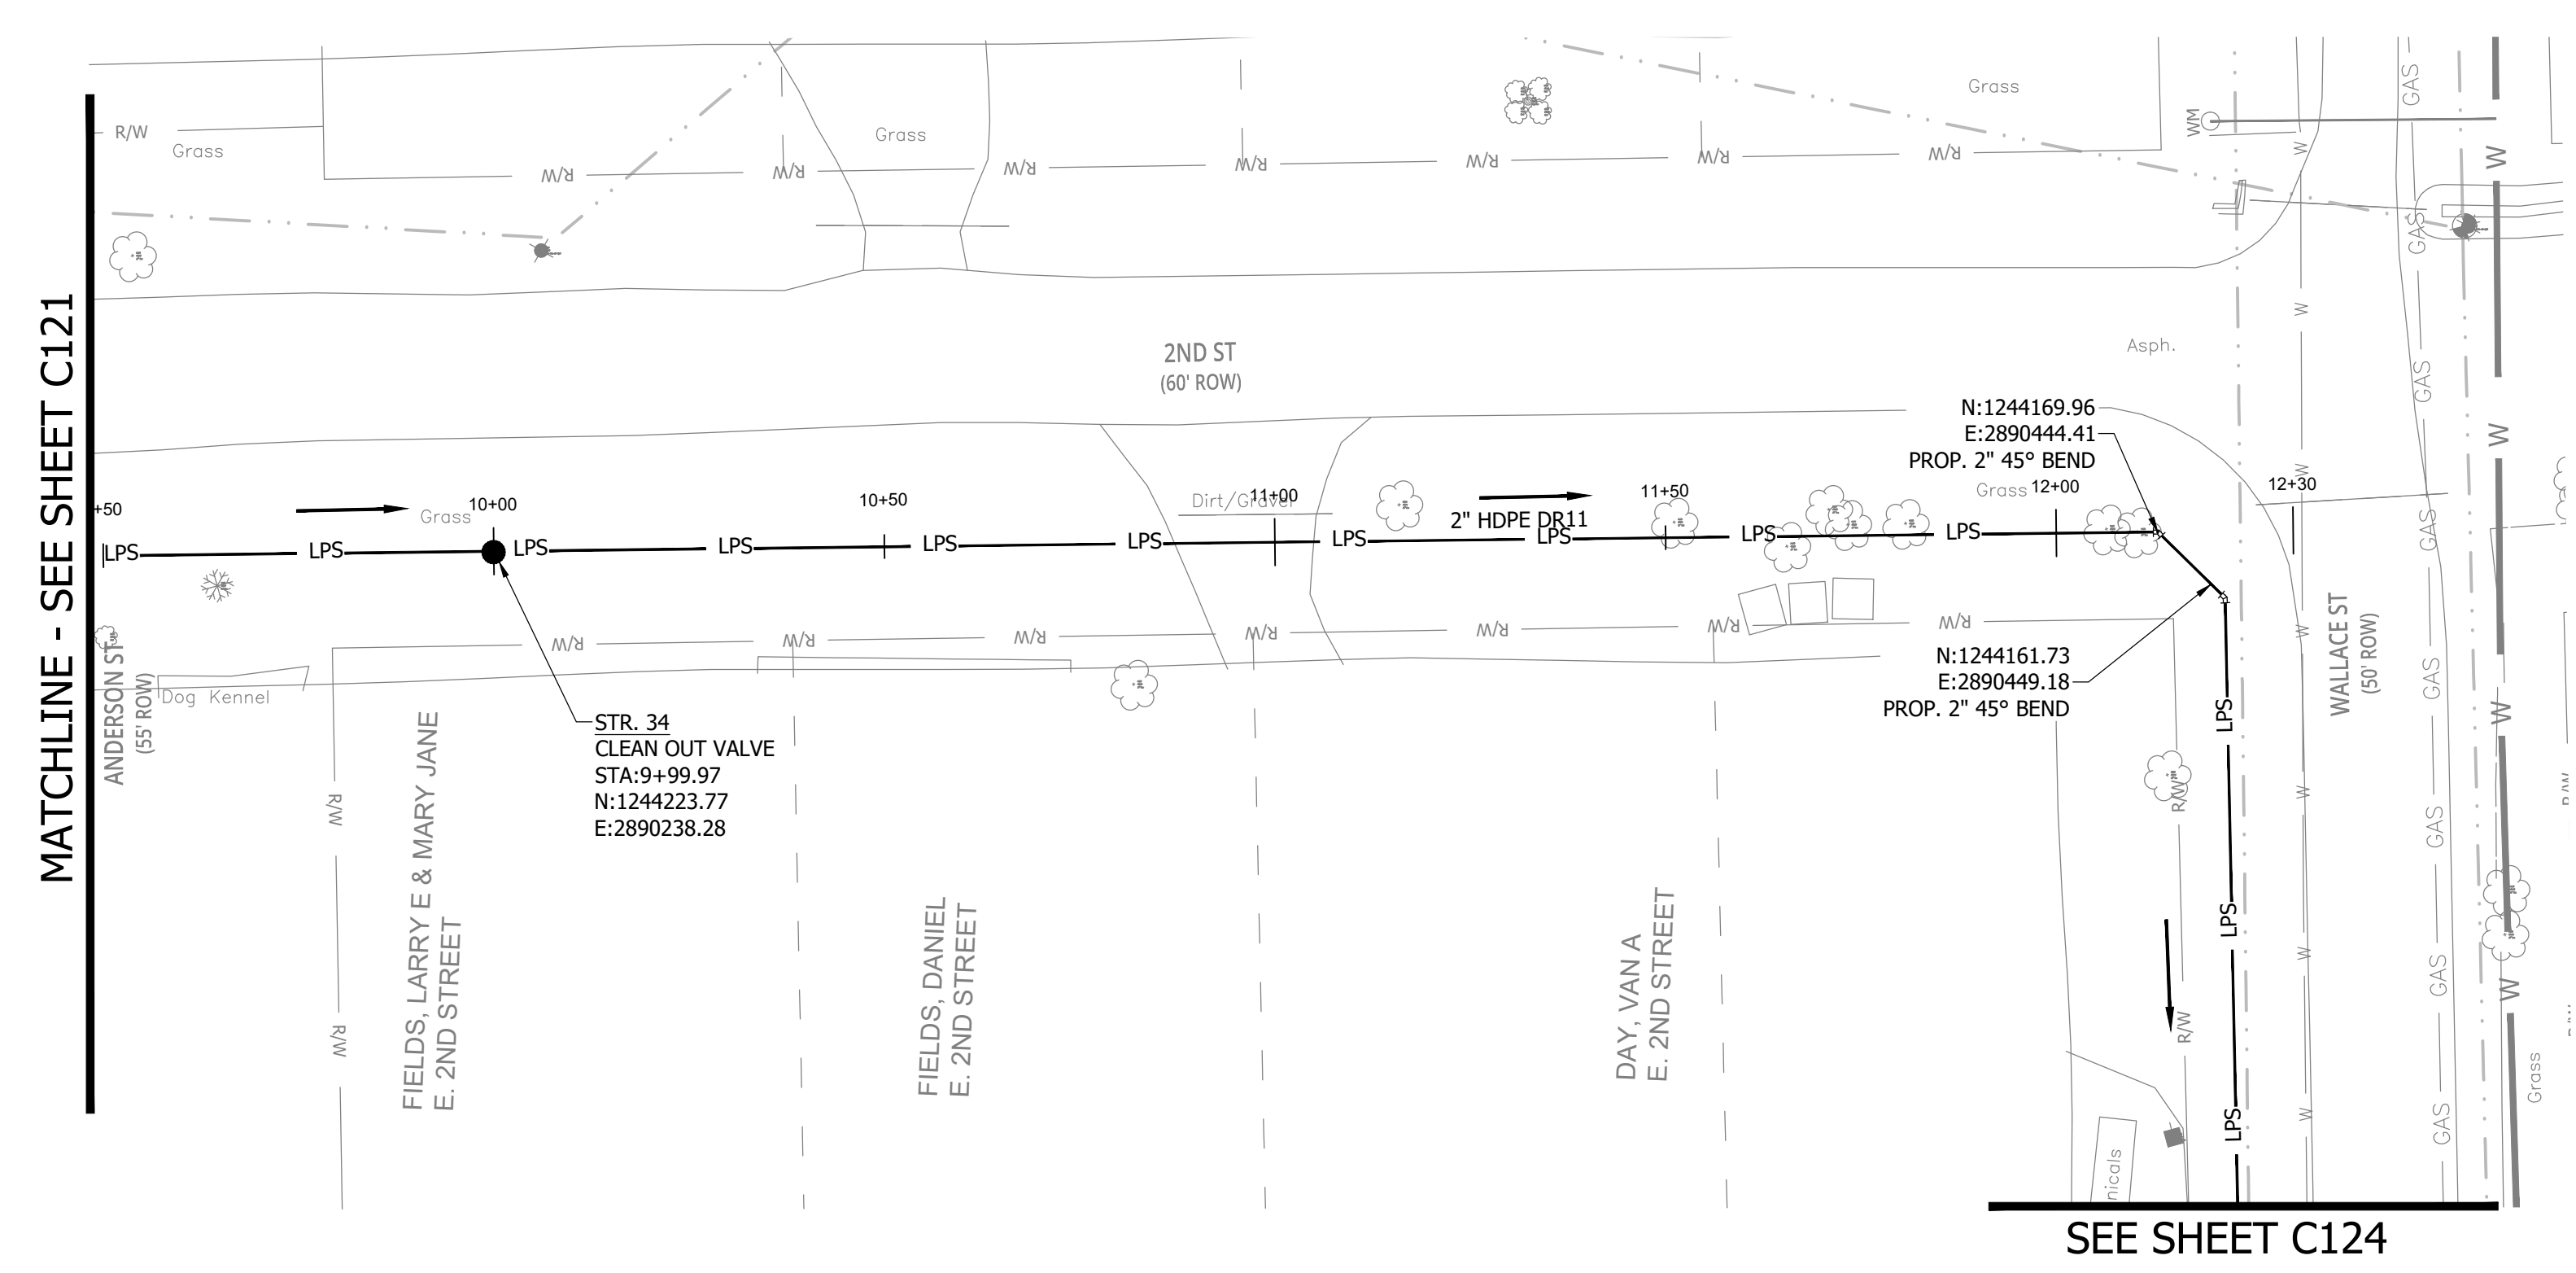 MATCHLINE - SEE SHEET C121
R/W
Grass
Grass
Grass
R/W
R/W
R/W
R/W
R/W
R/W
R/W
WM
W
GAS
W
GAS
W
2ND ST
(60' ROW)
Asph.
GAS
W
N:1244169.96
E:2890444.41
PROP. 2" 45° BEND
W
+50
Grass
10+00
10+50
Dirt/Gravel
11+00
2" HDPE DR11
11+50
Grass
12+00
12+30
GAS
LPS
LPS
LPS
LPS
LPS
LPS
LPS
LPS
LPS
LPS
R/W
R/W
R/W
R/W
R/W
R/W
R/W
W
WALLACE ST
(50' ROW)
GAS
W
ANDERSON ST
(55' ROW)
Dog Kennel
N:1244161.73
E:2890449.18
PROP. 2" 45° BEND
STR. 34
CLEAN OUT VALVE
STA:9+99.97
N:1244223.77
E:2890238.28
LPS
R/W
R/W
W
GAS
R/W
FIELDS, LARRY E & MARY JANE
E. 2ND STREET
FIELDS, DANIEL
E. 2ND STREET
DAY, VAN A
E. 2ND STREET
LPS
W
GAS
W
R/W
R/W
LPS
W
GAS
Grass
nicals
SEE SHEET C124